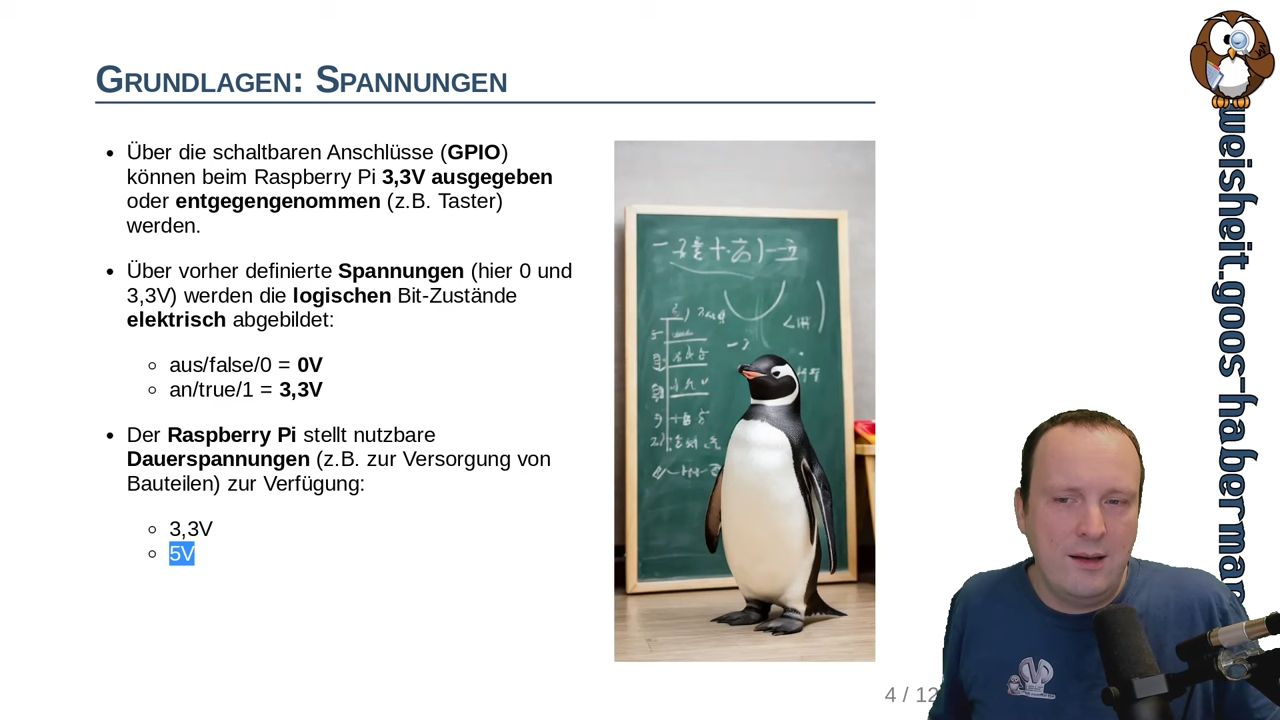 Grundlagen: Spannungen
• Über die schaltbaren Anschlüsse (GPIO)
können beim Raspberry Pi 3,3V ausgegeben
oder entgegengenommen (z.B. Taster)
werden.
• Über vorher definierte Spannungen (hier 0 und
3,3V) werden die logischen Bit-Zustände
elektrisch abgebildet:
◦ aus/false/0 = 0V
◦ an/true/1 = 3,3V
• Der Raspberry Pi stellt nutzbare
Dauerspannungen (z.B. zur Versorgung von
Bauteilen) zur Verfügung:
◦ 3,3V
◦ 5V
4 / 12
weisheit.goos-haberman